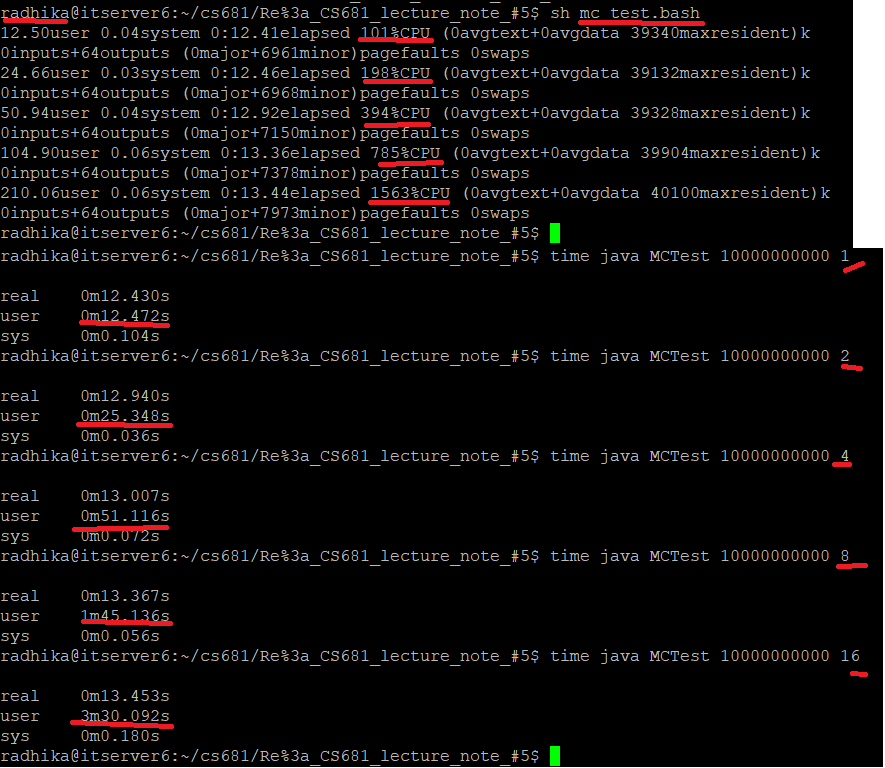 radhika@itserver6:~/cs681/Re%3a_CS681_lecture_note_#5$ sh mc_test.bash
12.50user 0.04system 0:12.41elapsed 101%CPU (0avgtext+0avgdata 39340maxresident)k
0inputs+64outputs (0major+6961minor)pagefaults 0swaps
24.66user 0.03system 0:12.46elapsed 198%CPU (0avgtext+0avgdata 39132maxresident)k
0inputs+64outputs (0major+6968minor)pagefaults 0swaps
50.94user 0.04system 0:12.92elapsed 394%CPU (0avgtext+0avgdata 39328maxresident)k
0inputs+64outputs (0major+7150minor)pagefaults 0swaps
104.90user 0.06system 0:13.36elapsed 785%CPU (0avgtext+0avgdata 39904maxresident)k
0inputs+64outputs (0major+7378minor)pagefaults 0swaps
210.06user 0.06system 0:13.44elapsed 1563%CPU (0avgtext+0avgdata 40100maxresident)k
0inputs+64outputs (0major+7973minor)pagefaults 0swaps
radhika@itserver6:~/cs681/Re%3a_CS681_lecture_note_#5$
radhika@itserver6:~/cs681/Re%3a_CS681_lecture_note_#5$ time java MCTest 10000000000 1
real 0m12.430s
user 0m12.472s
sys 0m0.104s
radhika@itserver6:~/cs681/Re%3a_CS681_lecture_note_#5$ time java MCTest 10000000000 2
real 0m12.940s
user 0m25.348s
sys 0m0.036s
radhika@itserver6:~/cs681/Re%3a_CS681_lecture_note_#5$ time java MCTest 10000000000 4
real 0m13.007s
user 0m51.116s
sys 0m0.072s
radhika@itserver6:~/cs681/Re%3a_CS681_lecture_note_#5$ time java MCTest 10000000000 8
real 0m13.367s
user 1m45.136s
sys 0m0.056s
radhika@itserver6:~/cs681/Re%3a_CS681_lecture_note_#5$ time java MCTest 10000000000 16
real 0m13.453s
user 3m30.092s
sys 0m0.180s
radhika@itserver6:~/cs681/Re%3a_CS681_lecture_note_#5$